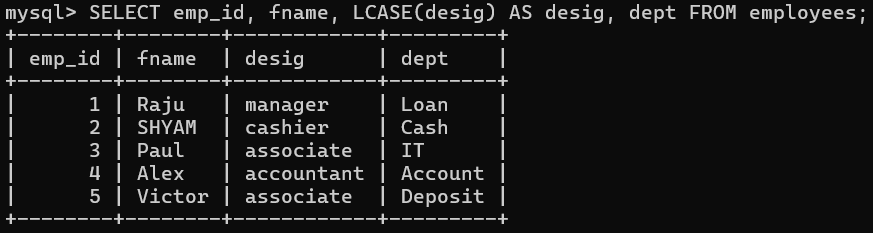 mysql> SELECT emp_id, fname, LCASE(desig) AS desig, dept FROM employees;
+--------+--------+------------+---------+
| emp_id | fname  | desig      | dept    |
+--------+--------+------------+---------+
|      1 | Raju   | manager    | Loan    |
|      2 | SHYAM  | cashier    | Cash    |
|      3 | Paul   | associate  | IT      |
|      4 | Alex   | accountant | Account |
|      5 | Victor | associate  | Deposit |
+--------+--------+------------+---------+